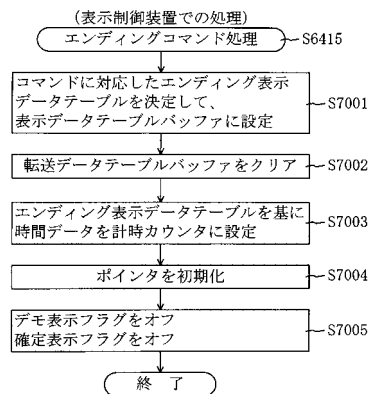 (表示制御装置での処理)
エンディングコマンド処理
S6415
コマンドに対応したエンディング表示
データテーブルを決定して、
表示データテーブルバッファに設定
S7001
転送データテーブルバッファをクリア
S7002
エンディング表示データテーブルを基に
時間データを計時カウンタに設定
S7003
ポインタを初期化
S7004
デモ表示フラグをオフ
確定表示フラグをオフ
S7005
終 了